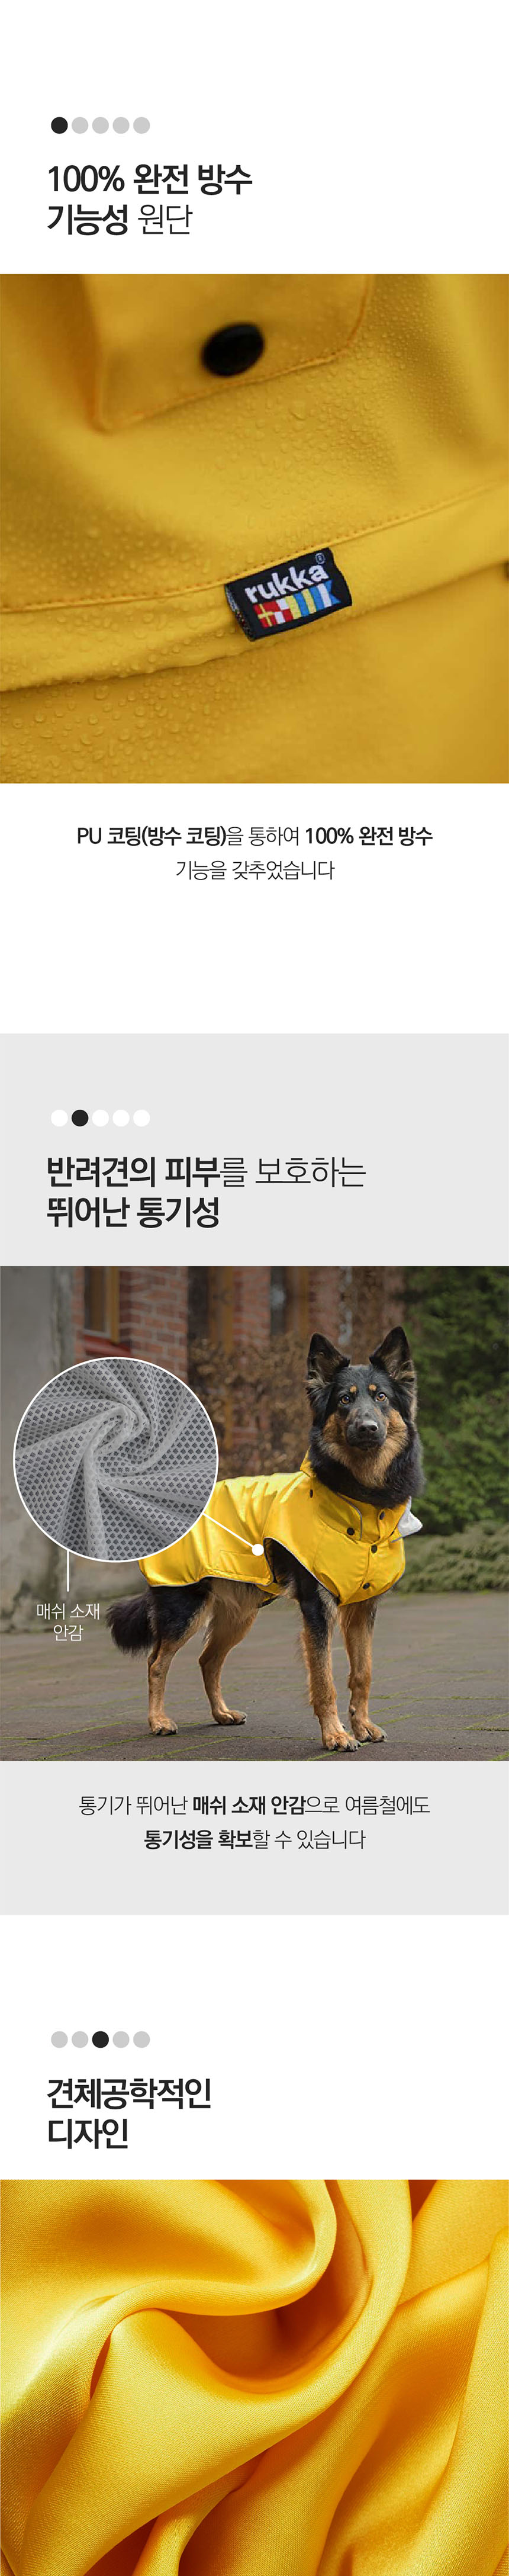 100% 완전 방수
기능성 원단
rukka
PU 코팅(방수 코팅)을 통하여 100% 완전 방수
기능을 갖추었습니다
반려견의 피부를 보호하는
뛰어난 통기성
매쉬 소재
안감
통기가 뛰어난 매쉬 소재 안감으로 여름철에도
통기성을 확보할 수 있습니다
견체공학적인
디자인